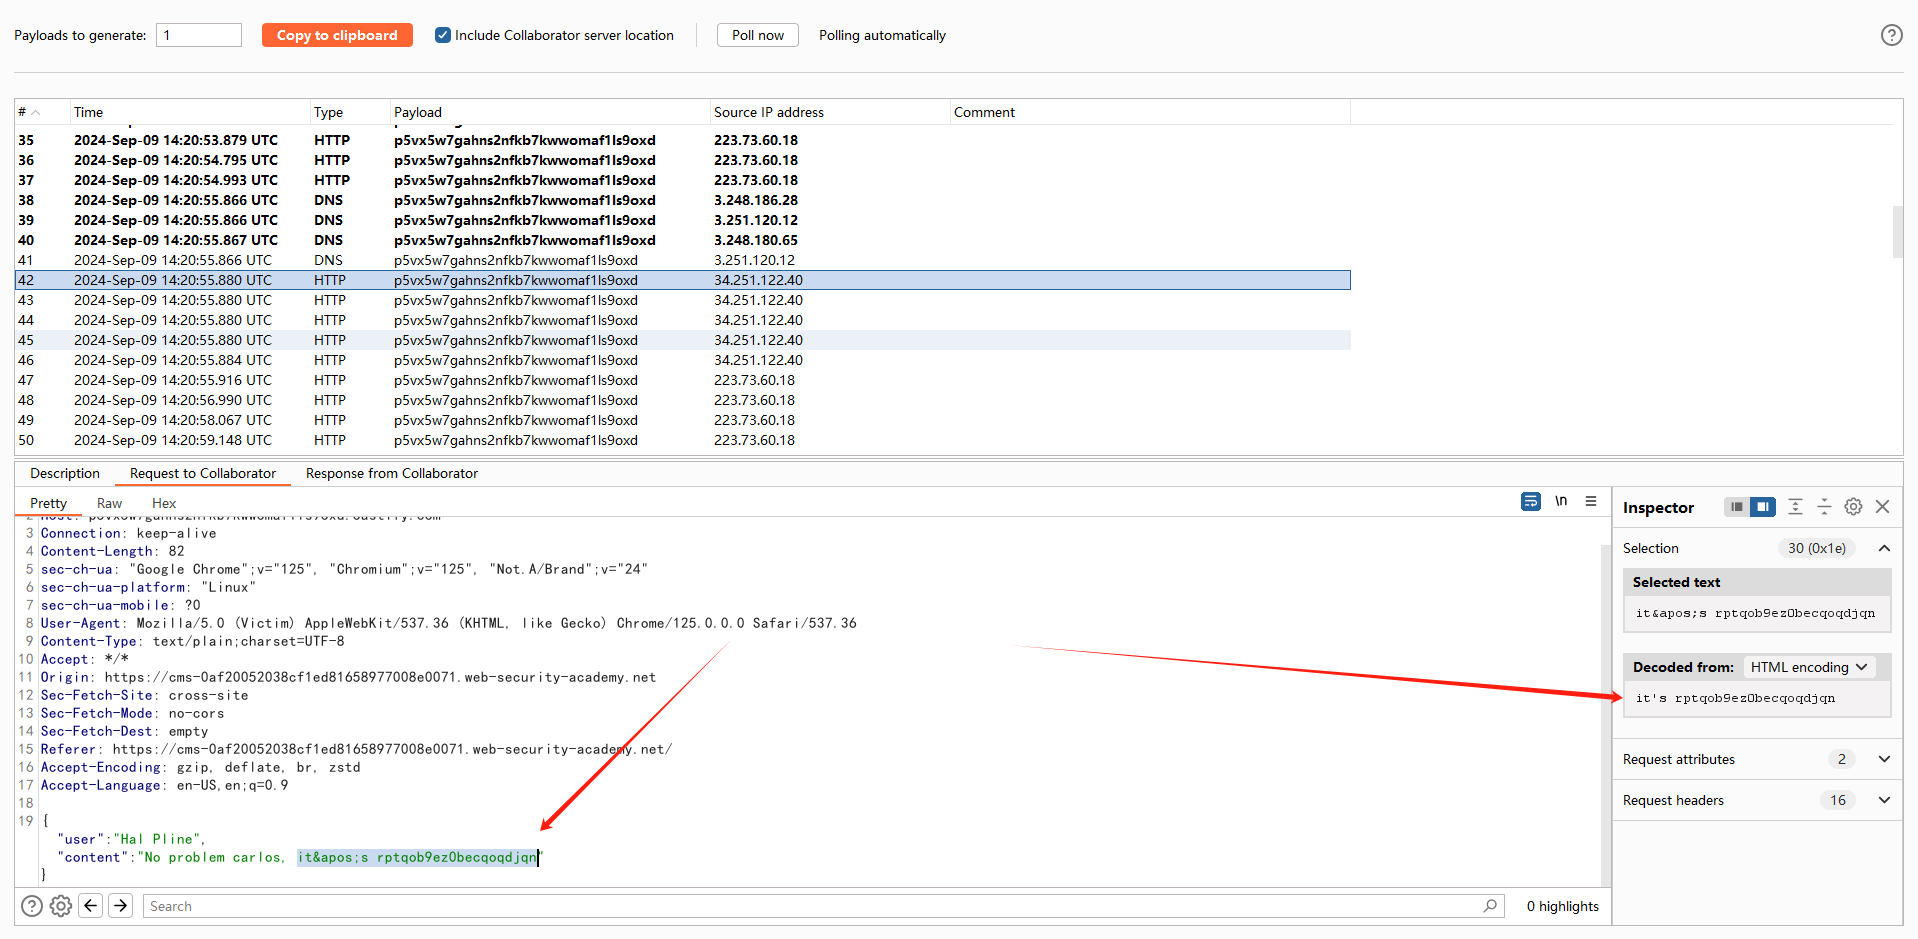 Payloads to generate: 1 Copy to clipboard Include Collaborator server location Poll now Polling automatically
# Time Type Payload Source IP address Comment
35 2024-Sep-09 14:20:53.879 UTC HTTP p5vx5w7gahns2nfkb7kwwomaf1ls9oxd 223.73.60.18
36 2024-Sep-09 14:20:54.795 UTC HTTP p5vx5w7gahns2nfkb7kwwomaf1ls9oxd 223.73.60.18
37 2024-Sep-09 14:20:54.993 UTC HTTP p5vx5w7gahns2nfkb7kwwomaf1ls9oxd 223.73.60.18
38 2024-Sep-09 14:20:55.866 UTC DNS p5vx5w7gahns2nfkb7kwwomaf1ls9oxd 3.248.186.28
39 2024-Sep-09 14:20:55.866 UTC DNS p5vx5w7gahns2nfkb7kwwomaf1ls9oxd 3.251.120.12
40 2024-Sep-09 14:20:55.867 UTC DNS p5vx5w7gahns2nfkb7kwwomaf1ls9oxd 3.248.180.65
41 2024-Sep-09 14:20:55.866 UTC DNS p5vx5w7gahns2nfkb7kwwomaf1ls9oxd 3.251.120.12
42 2024-Sep-09 14:20:55.880 UTC HTTP p5vx5w7gahns2nfkb7kwwomaf1ls9oxd 34.251.122.40
43 2024-Sep-09 14:20:55.880 UTC HTTP p5vx5w7gahns2nfkb7kwwomaf1ls9oxd 34.251.122.40
44 2024-Sep-09 14:20:55.880 UTC HTTP p5vx5w7gahns2nfkb7kwwomaf1ls9oxd 34.251.122.40
45 2024-Sep-09 14:20:55.880 UTC HTTP p5vx5w7gahns2nfkb7kwwomaf1ls9oxd 34.251.122.40
46 2024-Sep-09 14:20:55.884 UTC HTTP p5vx5w7gahns2nfkb7kwwomaf1ls9oxd 34.251.122.40
47 2024-Sep-09 14:20:55.916 UTC HTTP p5vx5w7gahns2nfkb7kwwomaf1ls9oxd 223.73.60.18
48 2024-Sep-09 14:20:56.990 UTC HTTP p5vx5w7gahns2nfkb7kwwomaf1ls9oxd 223.73.60.18
49 2024-Sep-09 14:20:58.067 UTC HTTP p5vx5w7gahns2nfkb7kwwomaf1ls9oxd 223.73.60.18
50 2024-Sep-09 14:20:59.148 UTC HTTP p5vx5w7gahns2nfkb7kwwomaf1ls9oxd 223.73.60.18
Description Request to Collaborator Response from Collaborator
Pretty Raw Hex \n
3 Connection: keep-alive
4 Content-Length: 82
5 sec-ch-ua: "Google Chrome";v="125", "Chromium";v="125", "Not.A/Brand";v="24"
6 sec-ch-ua-platform: "Linux"
7 sec-ch-ua-mobile: ?0
8 User-Agent: Mozilla/5.0 (Victim) AppleWebKit/537.36 (KHTML, like Gecko) Chrome/125.0.0.0 Safari/537.36
9 Content-Type: text/plain;charset=UTF-8
10 Accept: */*
11 Origin: https://cms-0af20052038cf1ed81658977008e0071.web-security-academy.net
12 Sec-Fetch-Site: cross-site
13 Sec-Fetch-Mode: no-cors
14 Sec-Fetch-Dest: empty
15 Referer: https://cms-0af20052038cf1ed81658977008e0071.web-security-academy.net/
16 Accept-Encoding: gzip, deflate, br, zstd
17 Accept-Language: en-US,en;q=0.9
18
19 {
"user":"Hal Pline",
"content":"No problem carlos, it&apos;s rptqob9ez0becqoqdjqn"
}
Search
0 highlights
Inspector
Selection 30 (0x1e)
Selected text
it&apos;s rptqob9ez0becqoqdjqn
Decoded from: HTML encoding
it's rptqob9ez0becqoqdjqn
Request attributes 2
Request headers 16